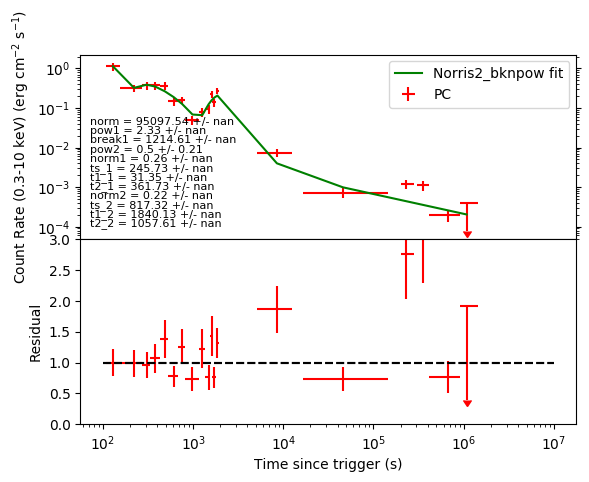 Count Rate (0.3-10 keV) (erg cm⁻² s⁻¹)
10⁰
10⁻¹
10⁻²
10⁻³
10⁻⁴
Norris2_bknpow fit
PC
norm = 95097.54 +/- nan
pow1 = 2.33 +/- nan
break1 = 1214.61 +/- nan
pow2 = 0.5 +/- 0.21
norm1 = 0.26 +/- nan
ts_1 = 245.73 +/- nan
t1_1 = 31.35 +/- nan
t2_1 = 361.73 +/- nan
norm2 = 0.22 +/- nan
ts_2 = 817.32 +/- nan
t1_2 = 1840.13 +/- nan
t2_2 = 1057.61 +/- nan
Residual
3.0
2.5
2.0
1.5
1.0
0.5
0.0
10² 10³ 10⁴ 10⁵ 10⁶ 10⁷
Time since trigger (s)